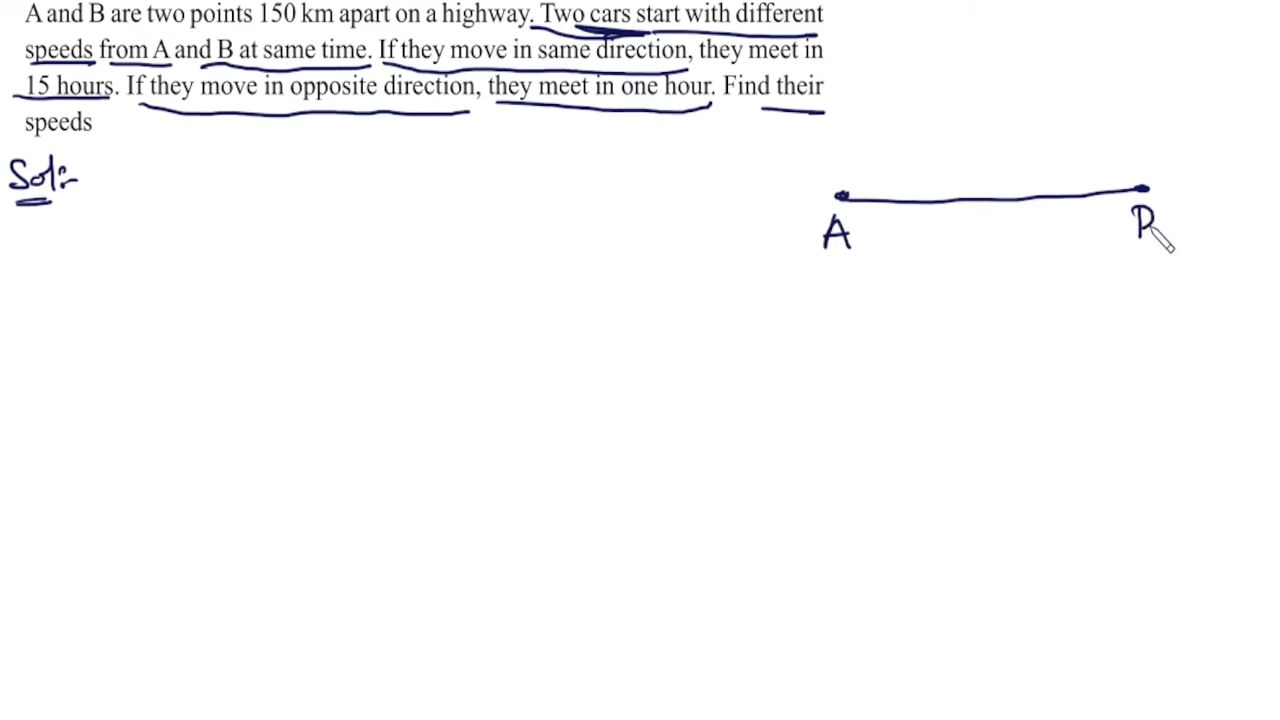 A and B are two points 150 km apart on a highway. Two cars start with different
speeds from A and B at same time. If they move in same direction, they meet in
15 hours. If they move in opposite direction, they meet in one hour. Find their
speeds
Sol:-
A